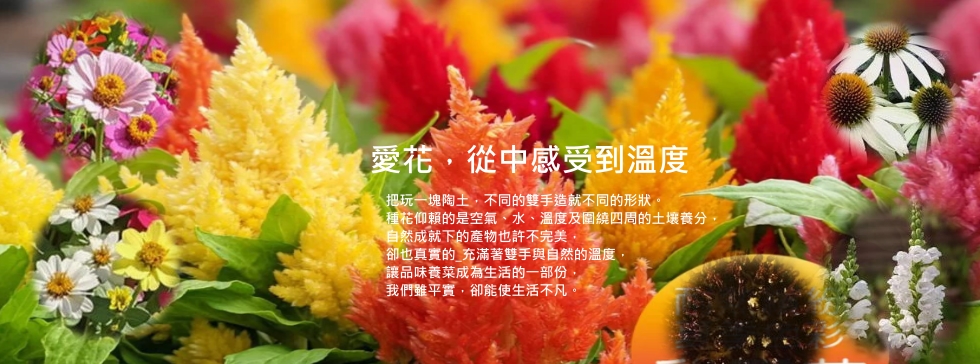 愛花，從中感受到溫度
把玩一塊陶土，不同的雙手造就不同的形狀。
種花仰賴的是空氣、水、溫度及圍繞四周的土壤養分，
自然成就下的產物也許不完美，
卻也真實的_充滿著雙手與自然的溫度，
讓品味養菜成為生活的一部份，
我們雖平實，卻能使生活不凡。